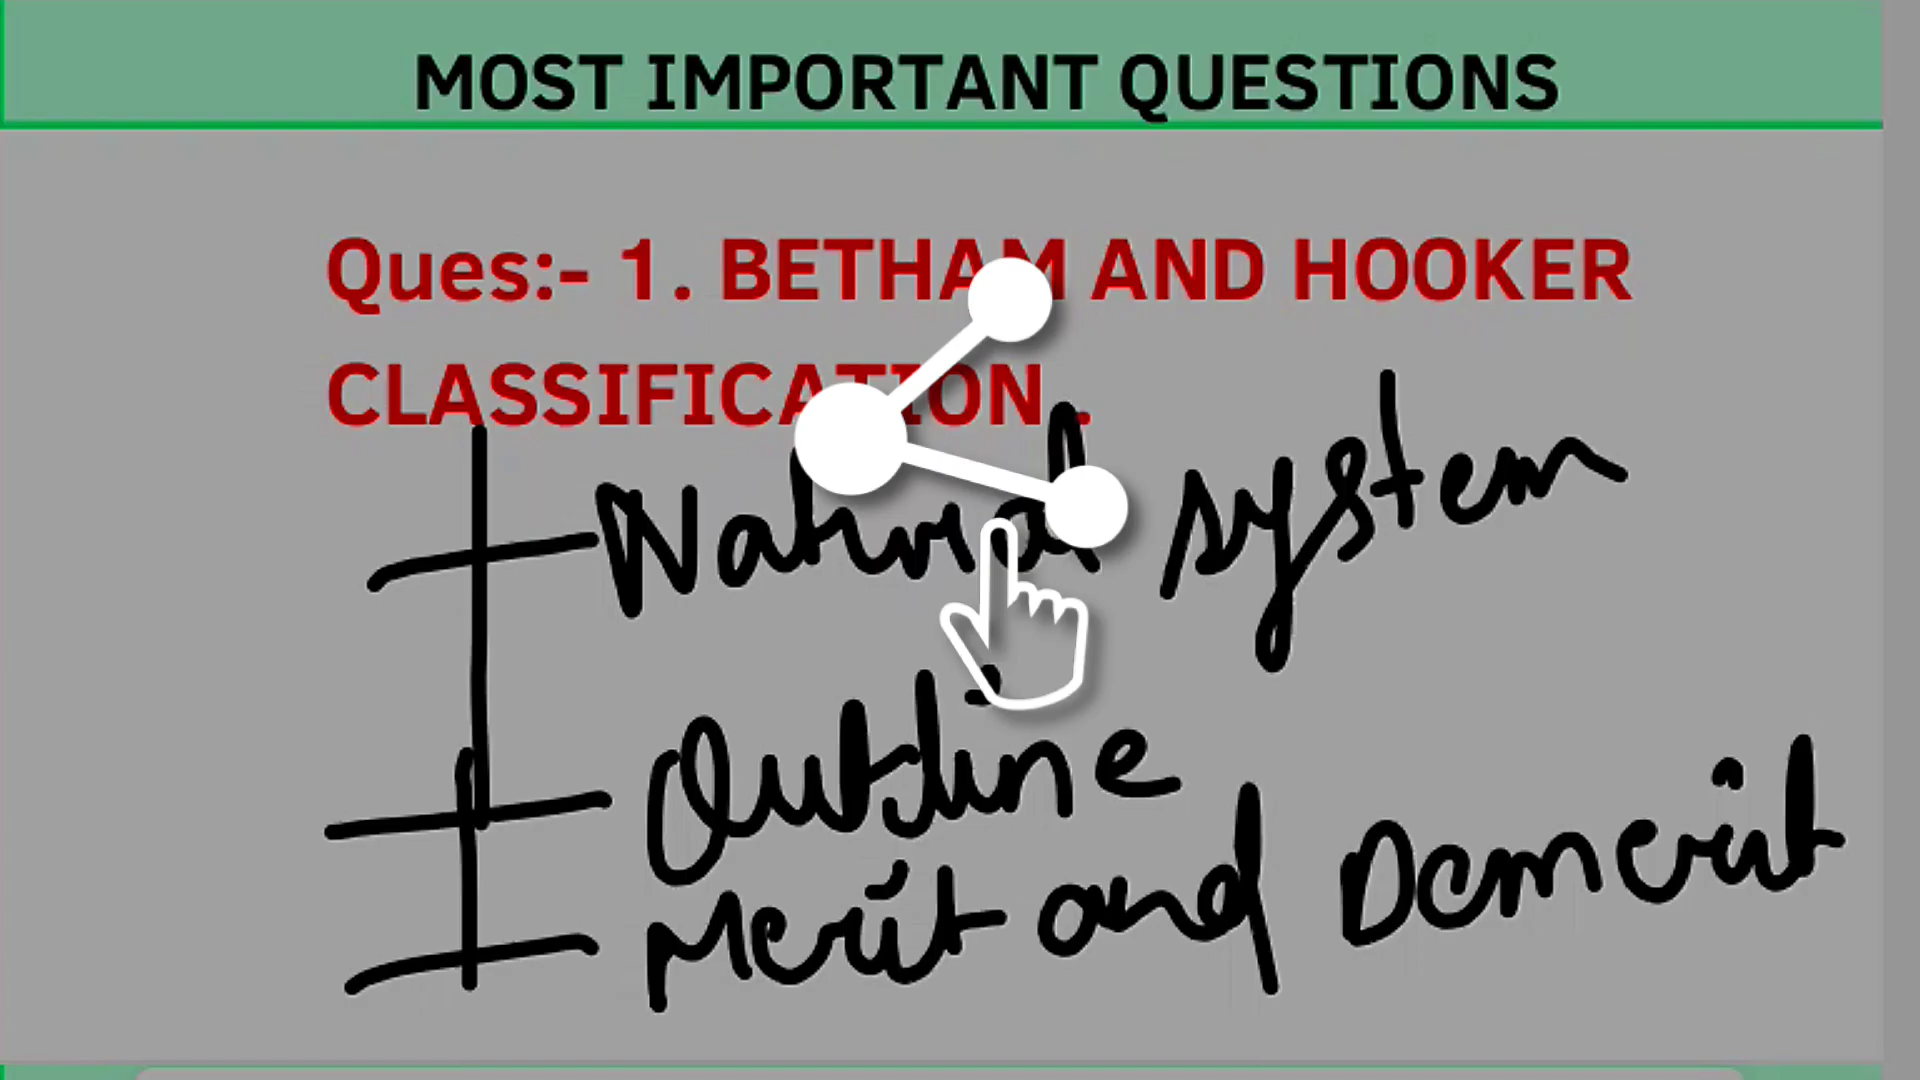 MOST IMPORTANT QUESTIONS
Ques:- 1. BETHAM AND HOOKER
CLASSIFICATION .
Natural system
Outline
Merit and Demerit